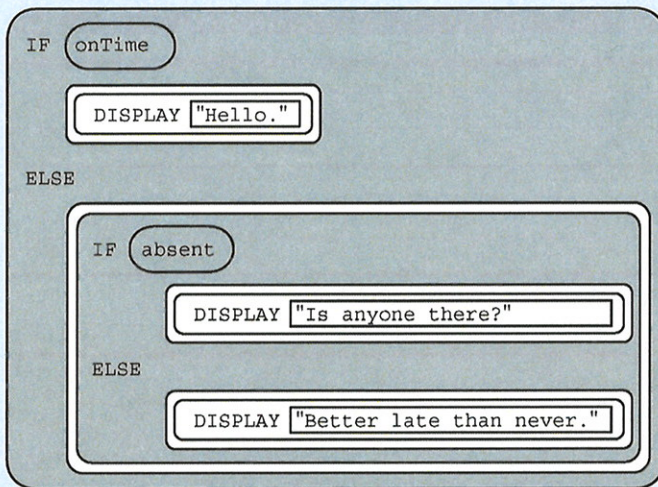 IF onTime
DISPLAY "Hello."
ELSE
IF absent
DISPLAY "Is anyone there?"
ELSE
DISPLAY "Better late than never."